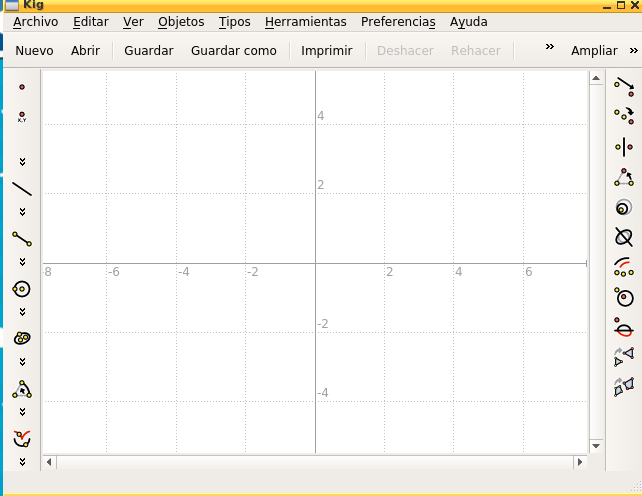 Kig
Archivo Editar Ver Objetos Tipos Herramientas Preferencias Ayuda
Nuevo Abrir Guardar Guardar como Imprimir Deshacer Rehacer » Ampliar »
X,Y
4
2
8 -6 -4 -2 2 4 6
-2
-4